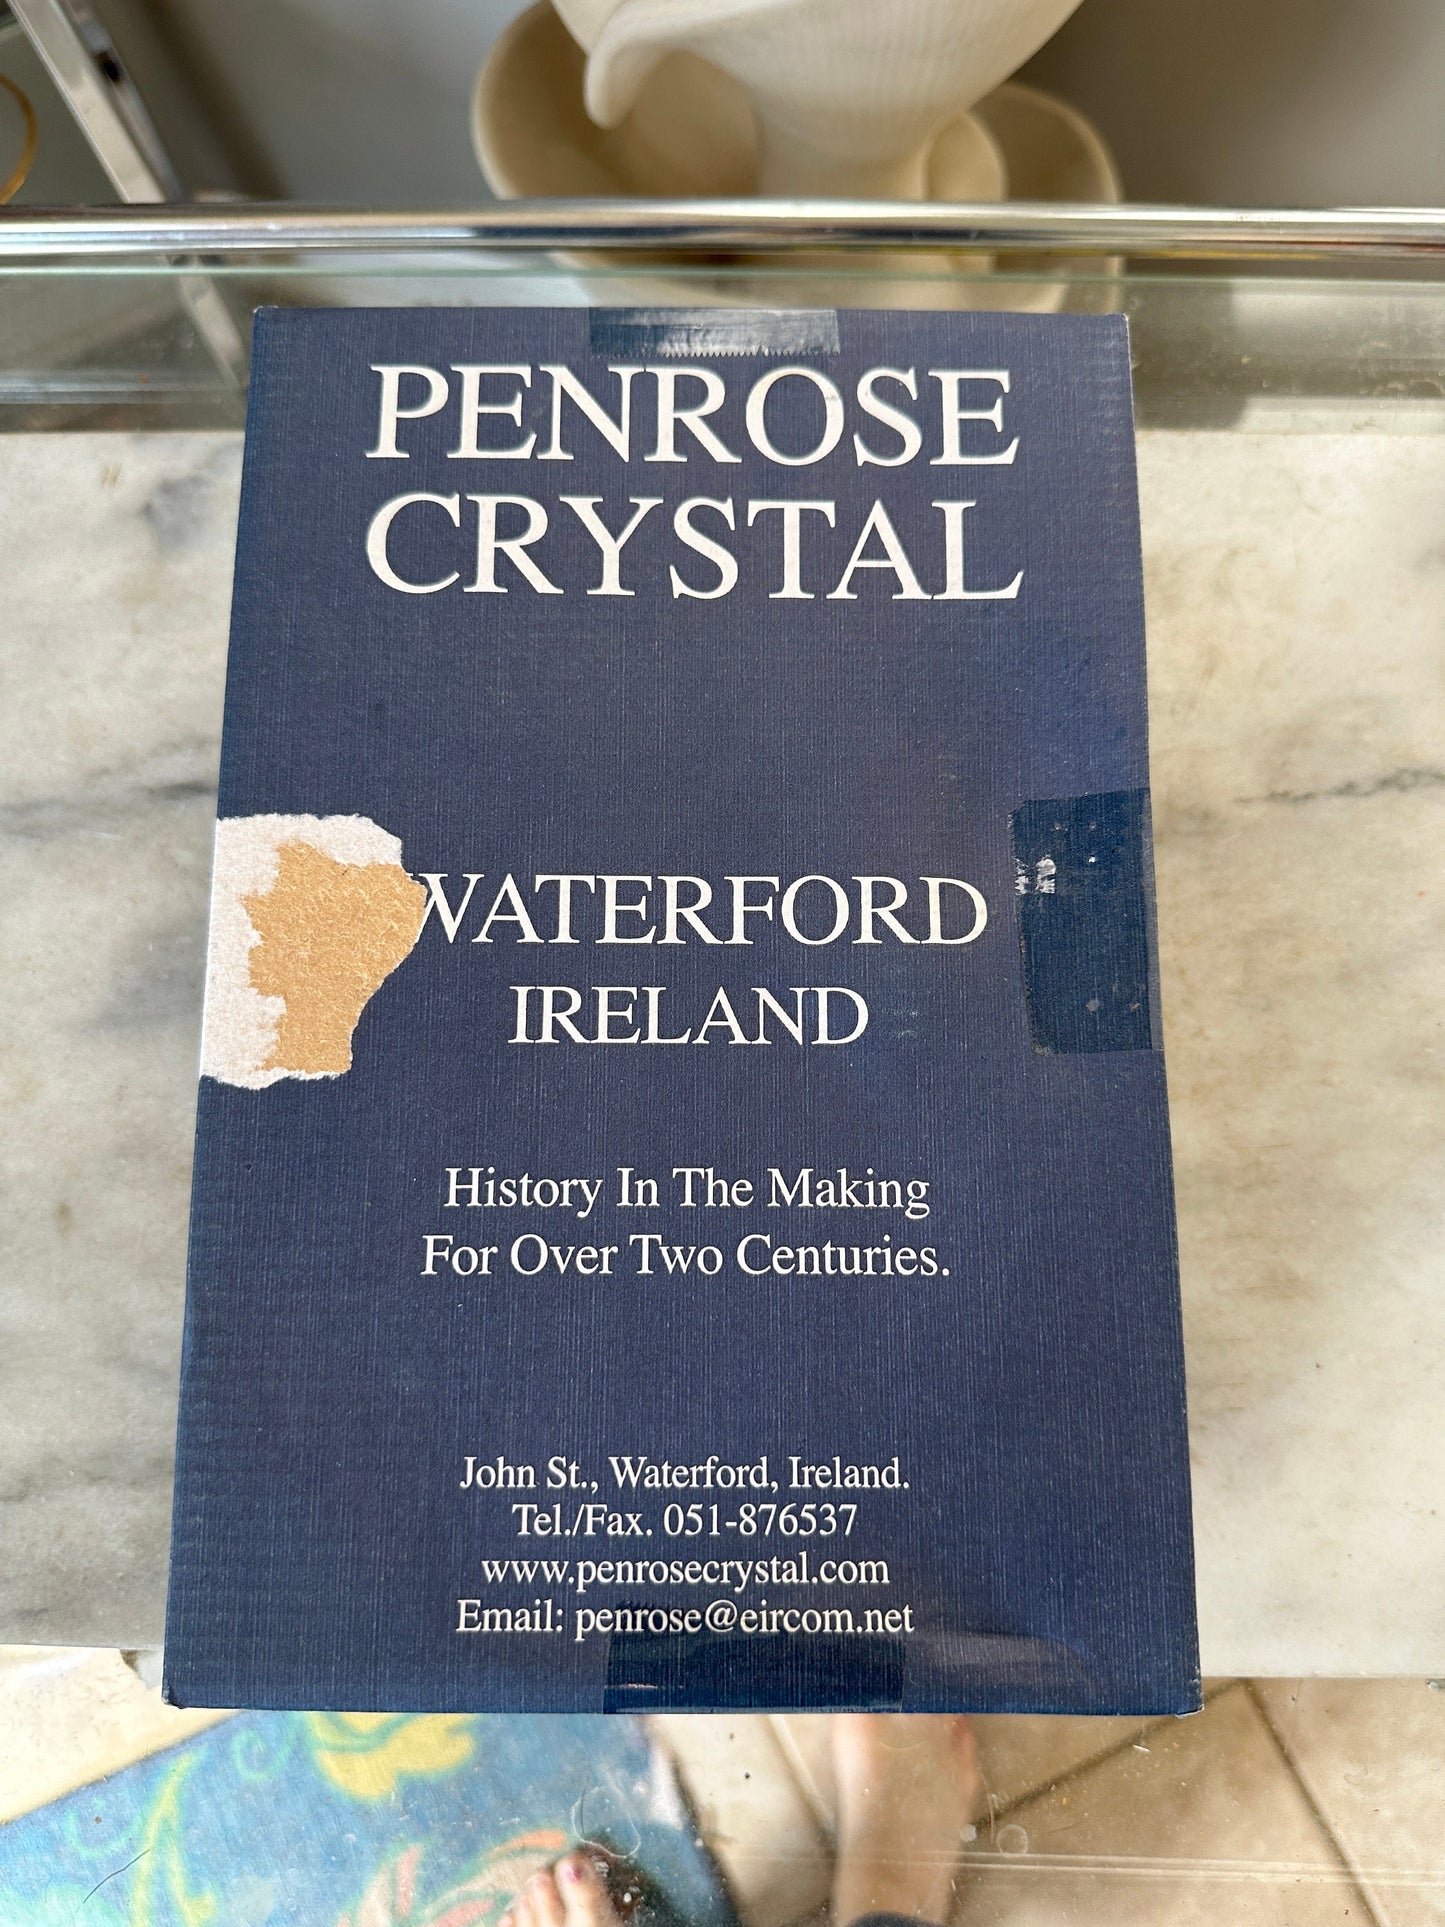 PENROSE
CRYSTAL
WATERFORD
IRELAND
History In The Making
For Over Two Centuries.
John St., Waterford, Ireland.
Tel./Fax. 051-876537
www.penrosecrystal.com
Email: penrose@eircom.net